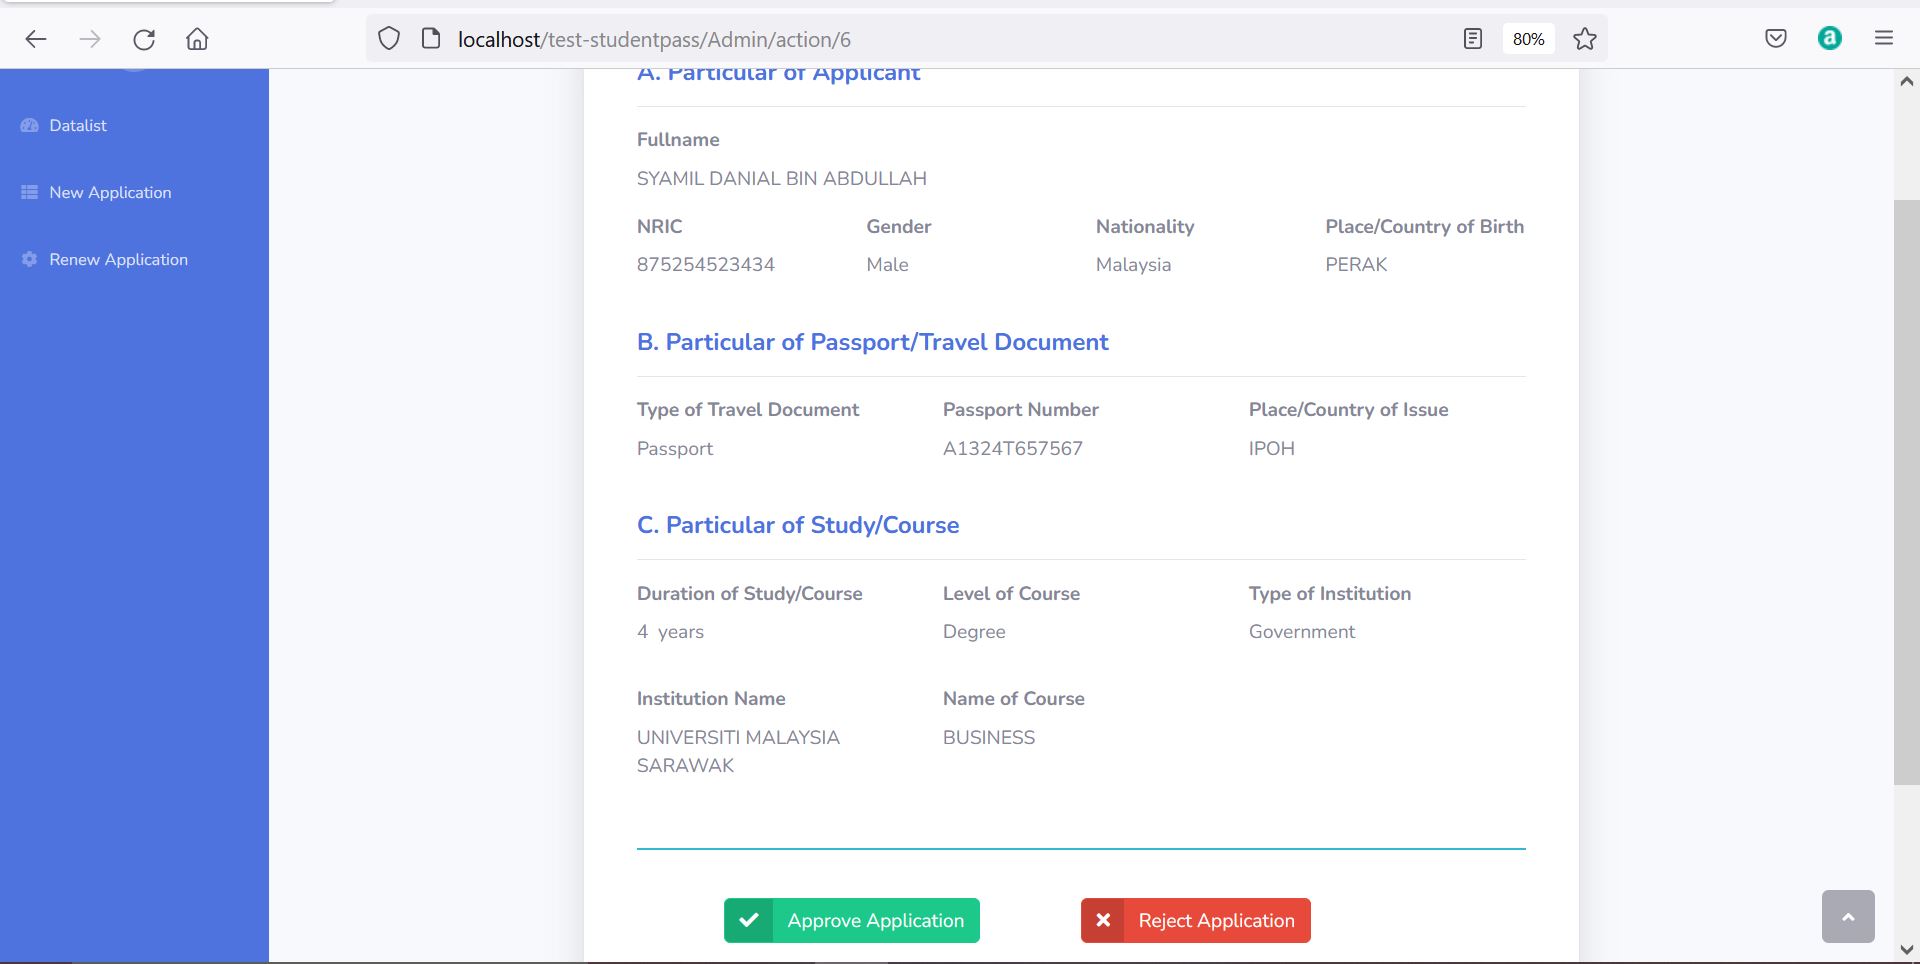 localhost/test-studentpass/Admin/action/6
80%
a
Datalist
New Application
Renew Application
A. Particular of Applicant
Fullname
SYAMIL DANIAL BIN ABDULLAH
NRIC Gender Nationality Place/Country of Birth
875254523434 Male Malaysia PERAK
B. Particular of Passport/Travel Document
Type of Travel Document Passport Number Place/Country of Issue
Passport A1324T657567 IPOH
C. Particular of Study/Course
Duration of Study/Course Level of Course Type of Institution
4 years Degree Government
Institution Name Name of Course
UNIVERSITI MALAYSIA BUSINESS
SARAWAK
Approve Application Reject Application